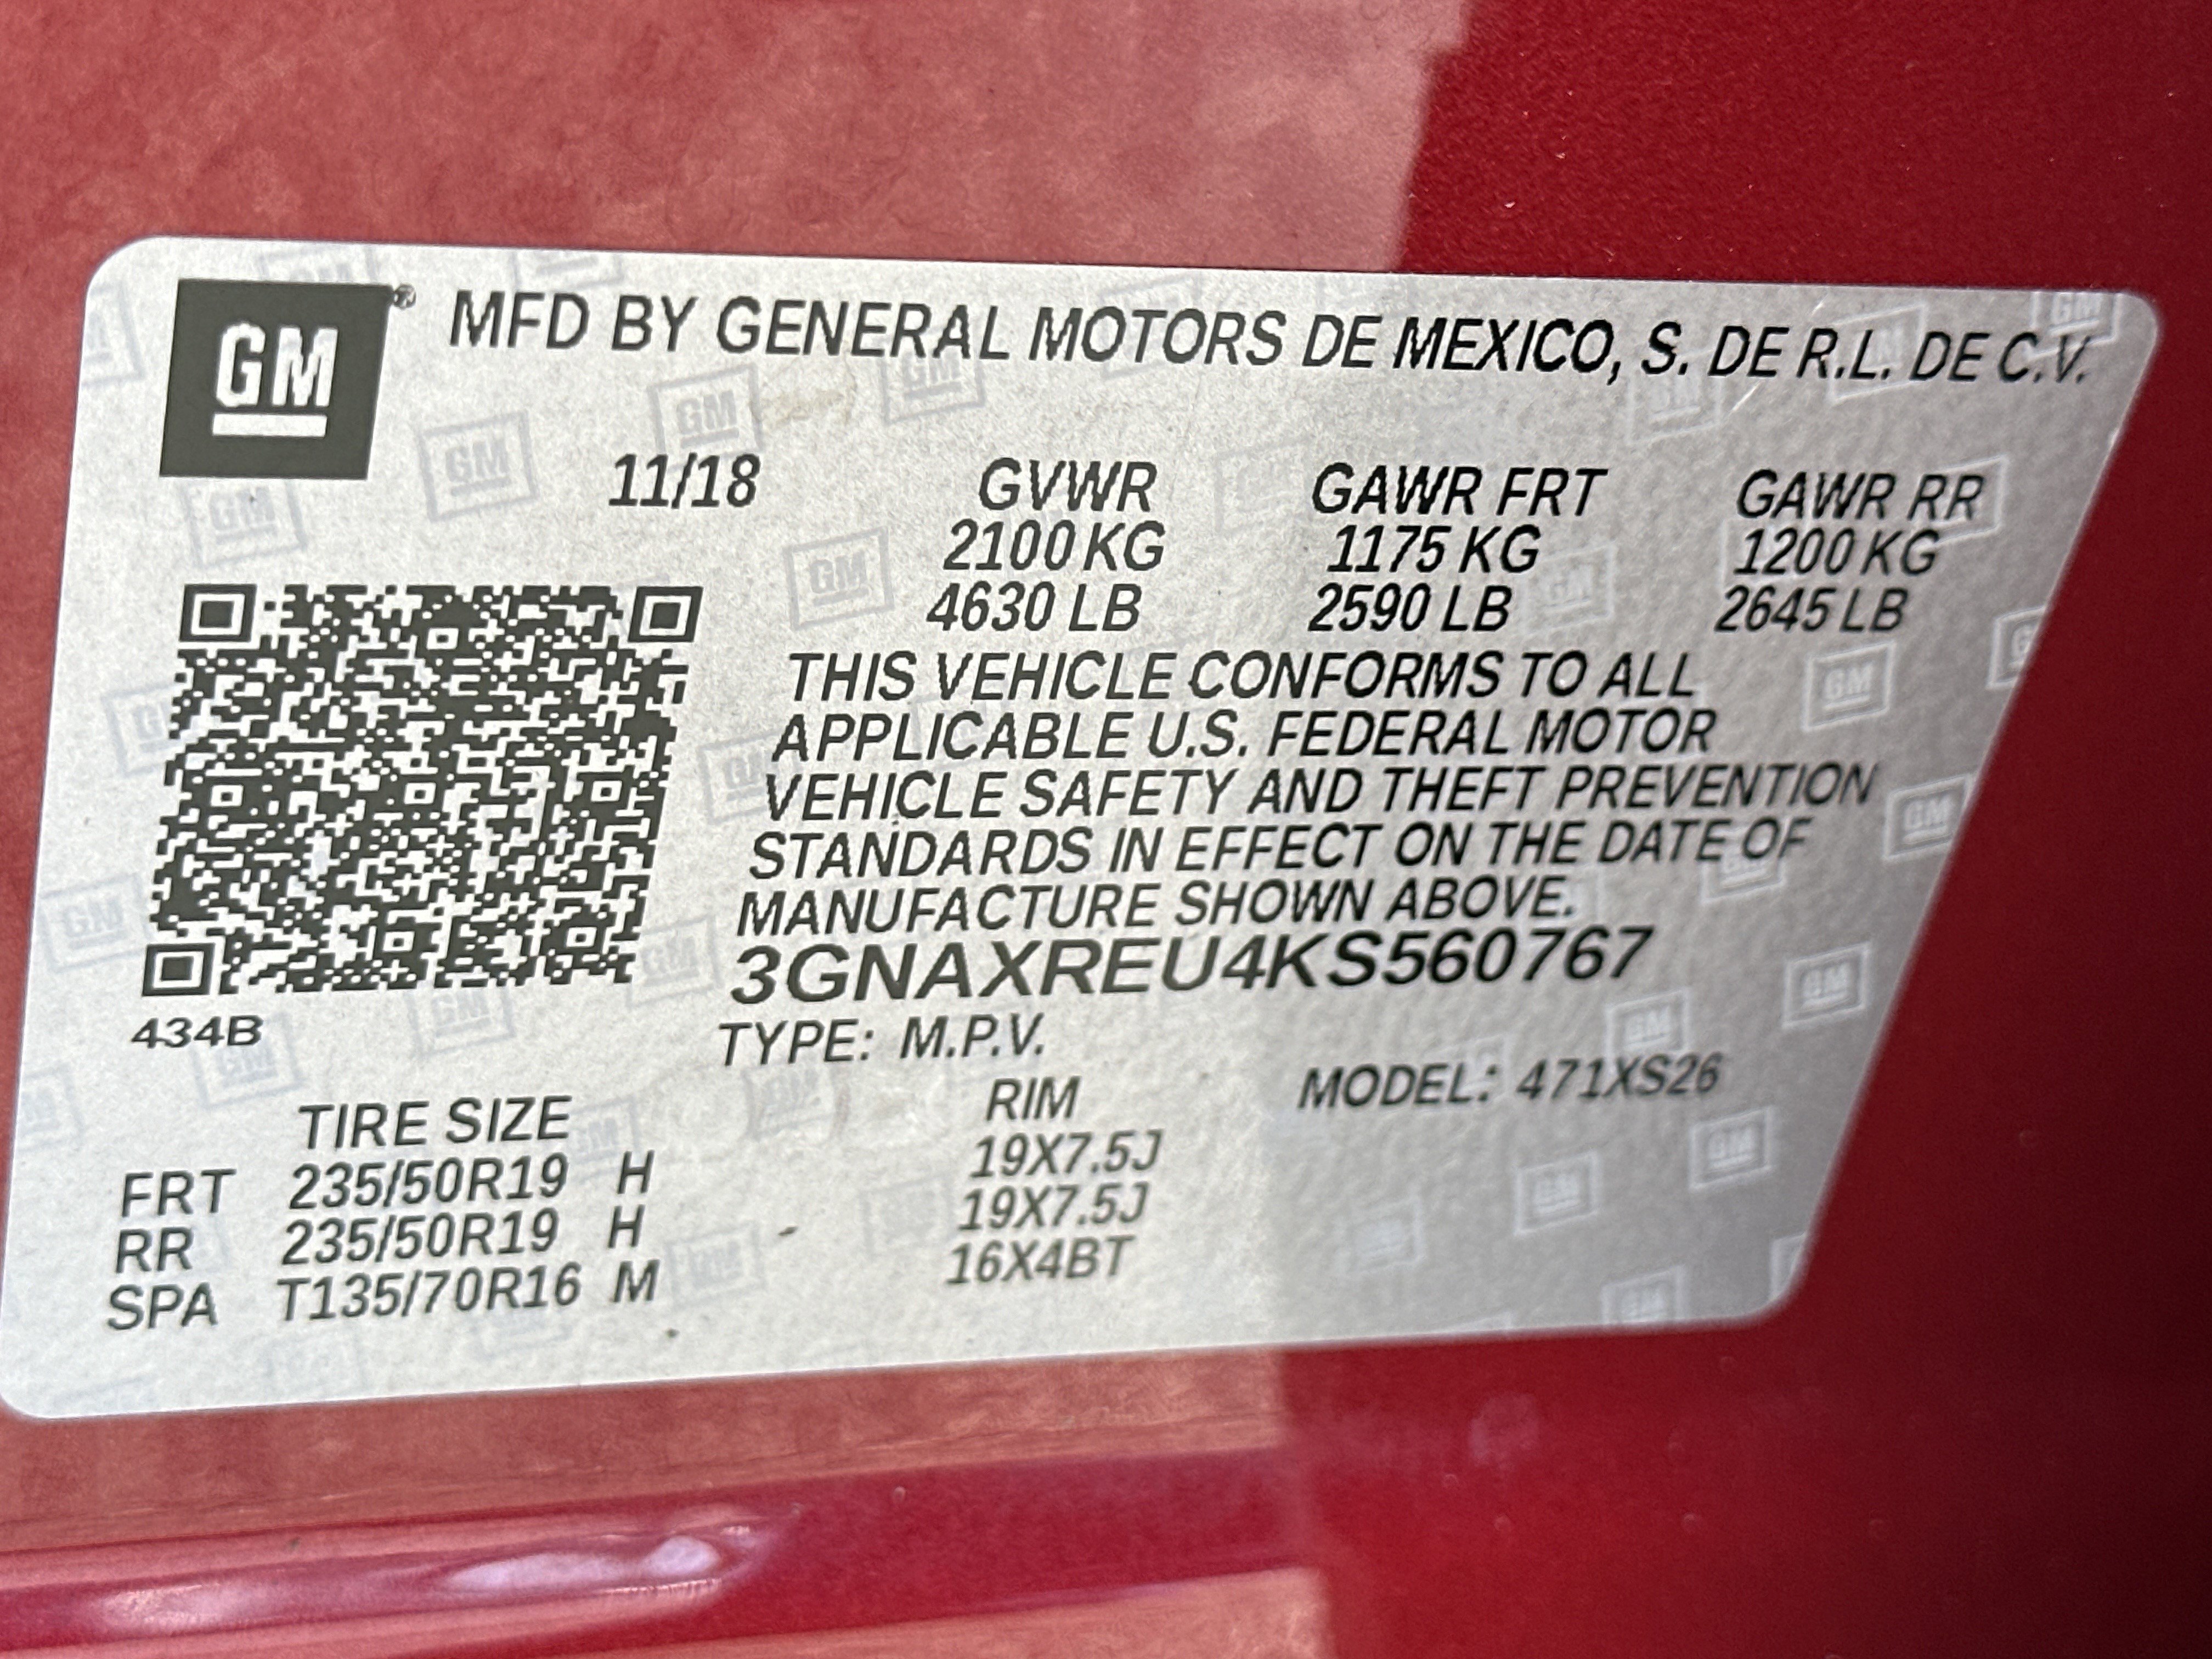 GM ® MFD BY GENERAL MOTORS DE MEXICO, S. DE R.L. DE C.V.
11/18 GVWR GAWR FRT GAWR RR
2100 KG 1175 KG 1200 KG
4630 LB 2590 LB 2645 LB
THIS VEHICLE CONFORMS TO ALL
APPLICABLE U.S. FEDERAL MOTOR
VEHICLE SAFETY AND THEFT PREVENTION
STANDARDS IN EFFECT ON THE DATE OF
MANUFACTURE SHOWN ABOVE.
3GNAXREU4KS560767
434B
TYPE: M.P.V.
MODEL: 471XS26
TIRE SIZE RIM
FRT 235/50R19 H 19X7.5J
RR 235/50R19 H 19X7.5J
SPA T135/70R16 M 16X4BT